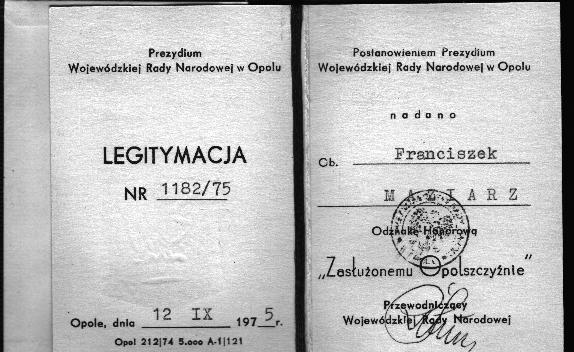 Prezydium
Wojewódzkiej Rady Narodowej w Opolu
LEGITYMACJA
NR 1182/75
Opole, dnia 12 IX 1975 r.
Opol 212|74 5.000 A-1|121
Postanowieniem Prezydium
Wojewódzkiej Rady Narodowej w Opolu
nadano
Ob. Franciszek
MAZIARZ
Odznakę Honorową
„Zasłużonemu Opolszczyźnie"
Przewodniczący
Wojewódzkiej Rady Narodowej